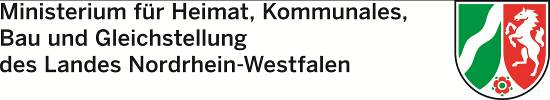 Ministerium für Heimat, Kommunales,
Bau und Gleichstellung
des Landes Nordrhein-Westfalen